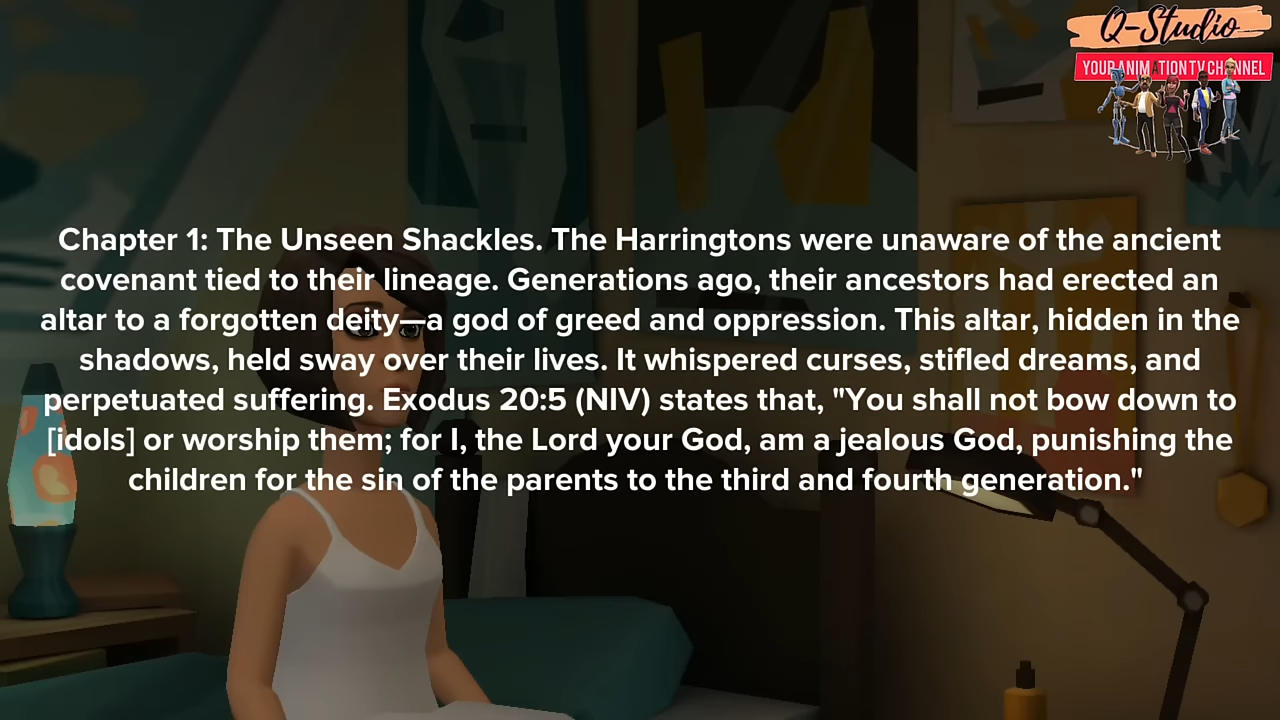 Q-Studio
YOUR ANIMATION TV CHANNEL
Chapter 1: The Unseen Shackles. The Harringtons were unaware of the ancient
covenant tied to their lineage. Generations ago, their ancestors had erected an
altar to a forgotten deity—a god of greed and oppression. This altar, hidden in the
shadows, held sway over their lives. It whispered curses, stifled dreams, and
perpetuated suffering. Exodus 20:5 (NIV) states that, "You shall not bow down to
[idols] or worship them; for I, the Lord your God, am a jealous God, punishing the
children for the sin of the parents to the third and fourth generation."